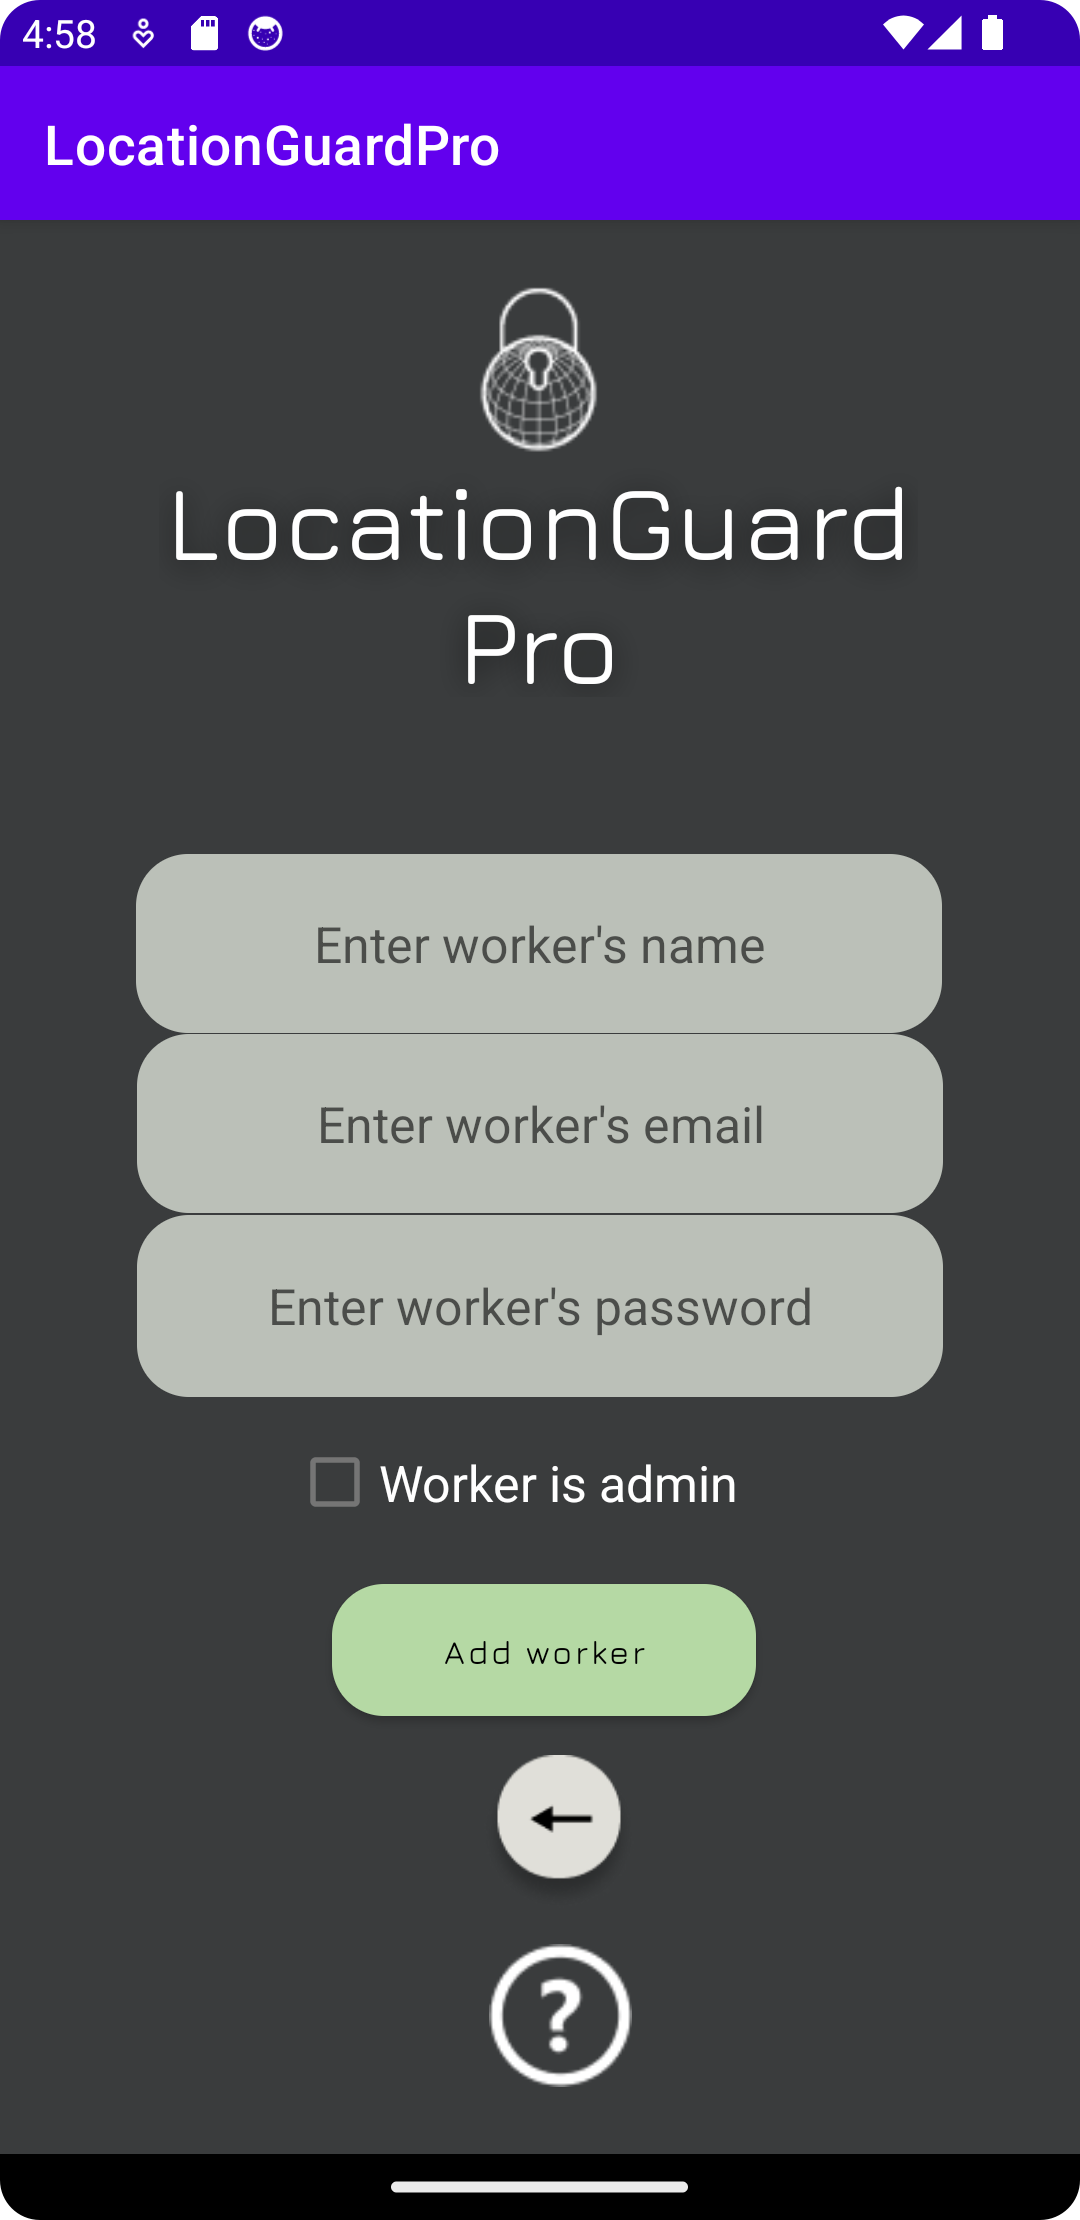 4:58
LocationGuardPro
LocationGuard
Pro
Enter worker's name
Enter worker's email
Enter worker's password
Worker is admin
Add worker
?